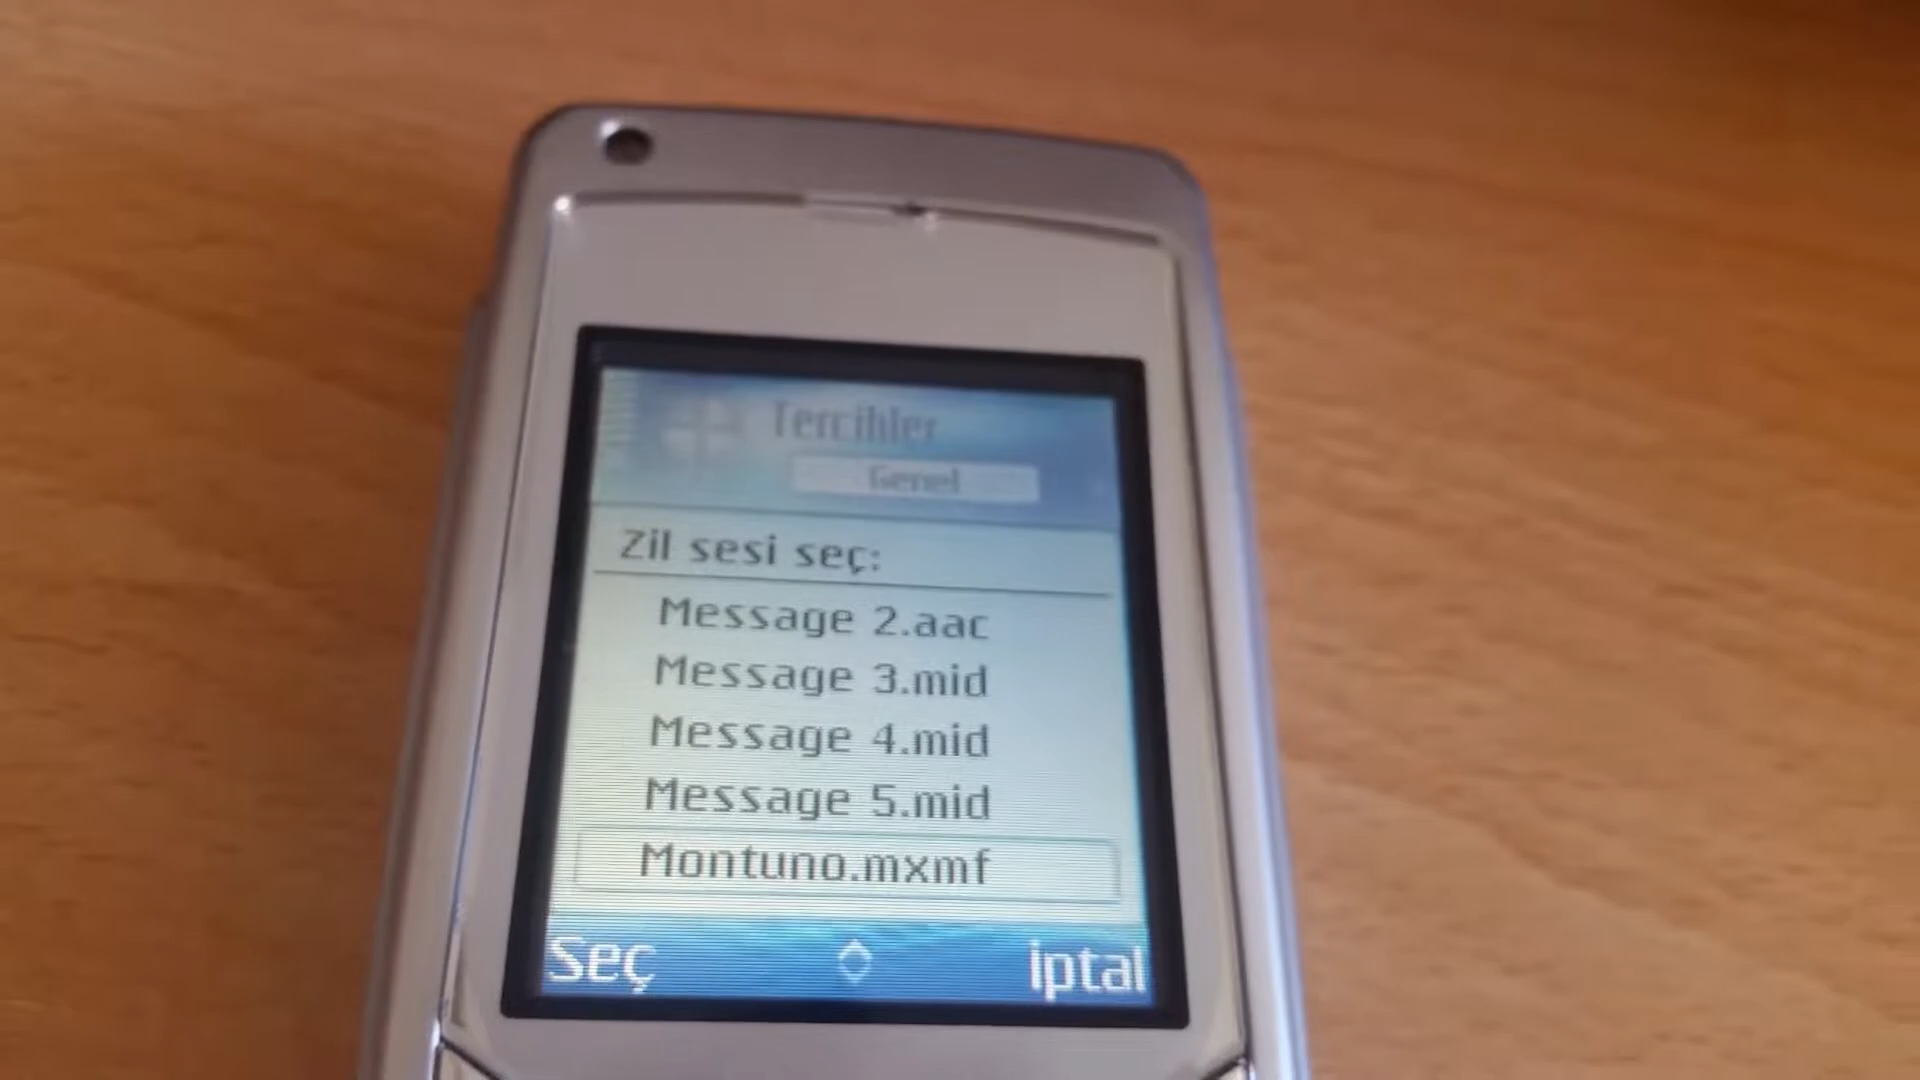 Tercihler
Genel
Zil sesi seç:
Message 2.aac
Message 3.mid
Message 4.mid
Message 5.mid
Montuno.mxmf
Seç
iptal